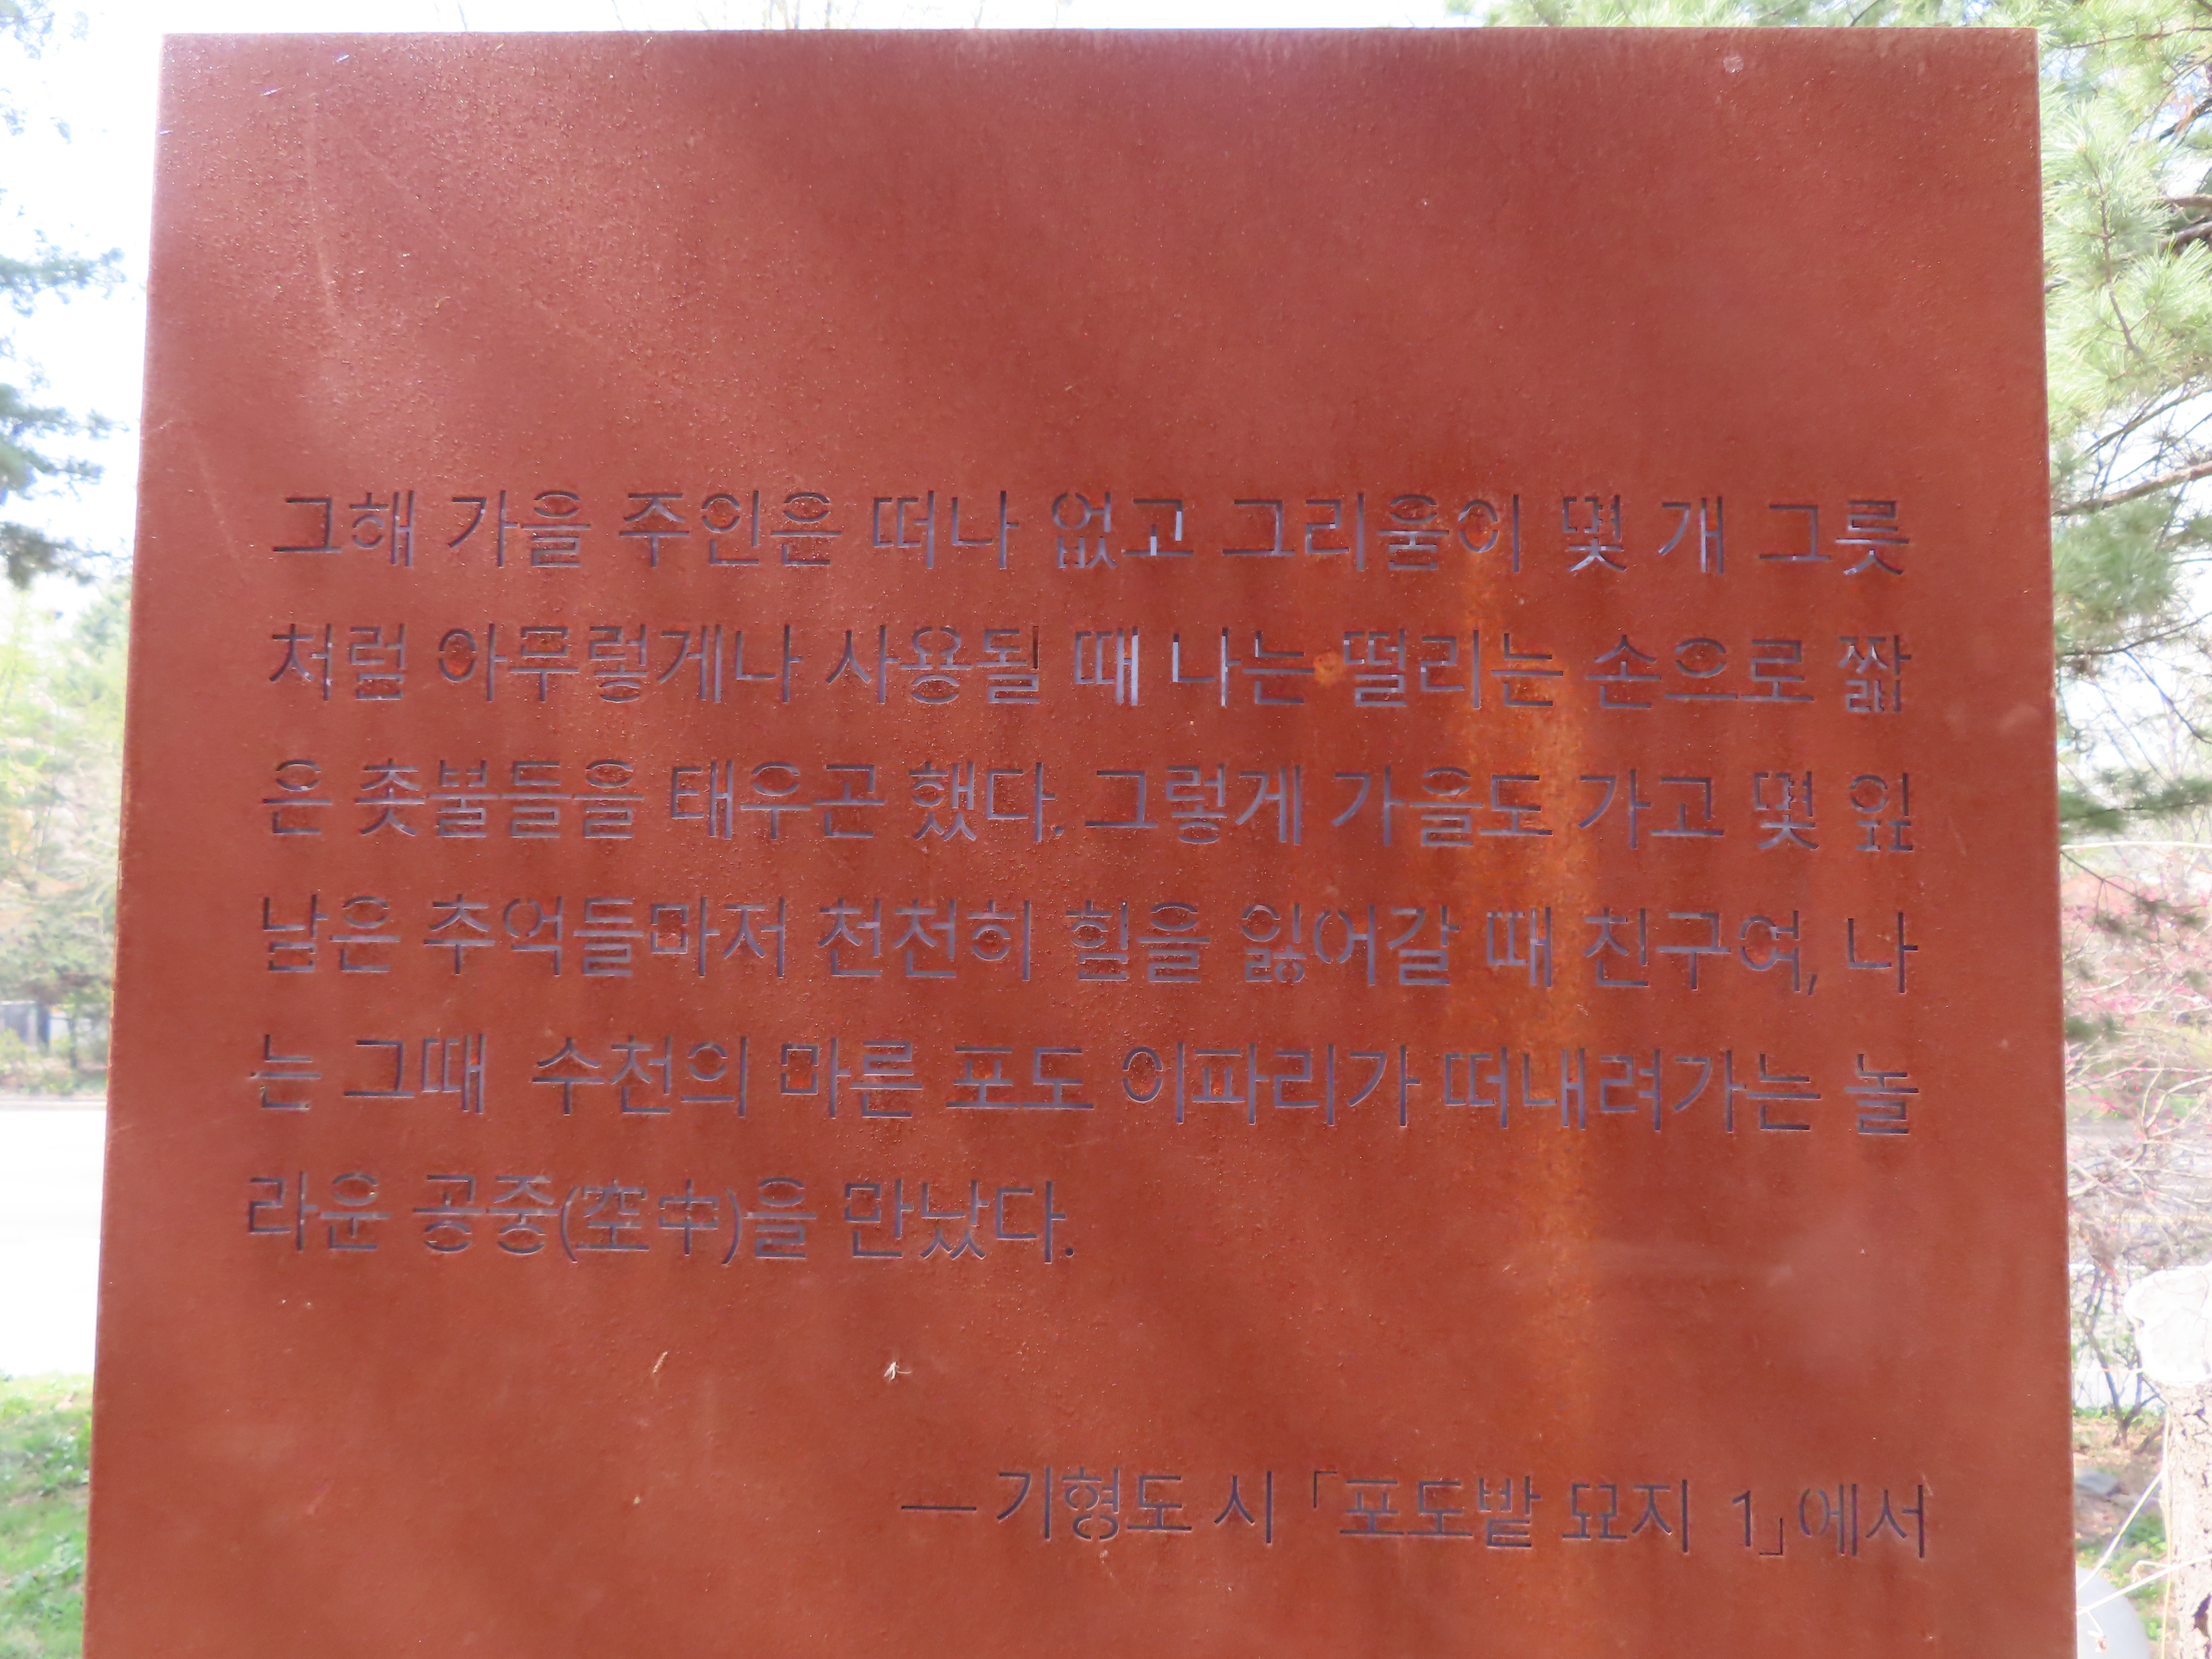 그해 가을 주인은 떠나 없고 그리움이 몇 개 그릇
처럼 아무렇게나 사용될 때 나는 떨리는 손으로 짧
은 촛불들을 태우곤 했다. 그렇게 가을도 가고 몇 잎
남은 추억들마저 천천히 힘을 잃어갈 때 친구여, 나
는 그때 수천의 마른 포도 이파리가 떠내려가는 놀
라운 공중(空中)을 만났다.
— 기형도 시 「포도밭 묘지 1」에서